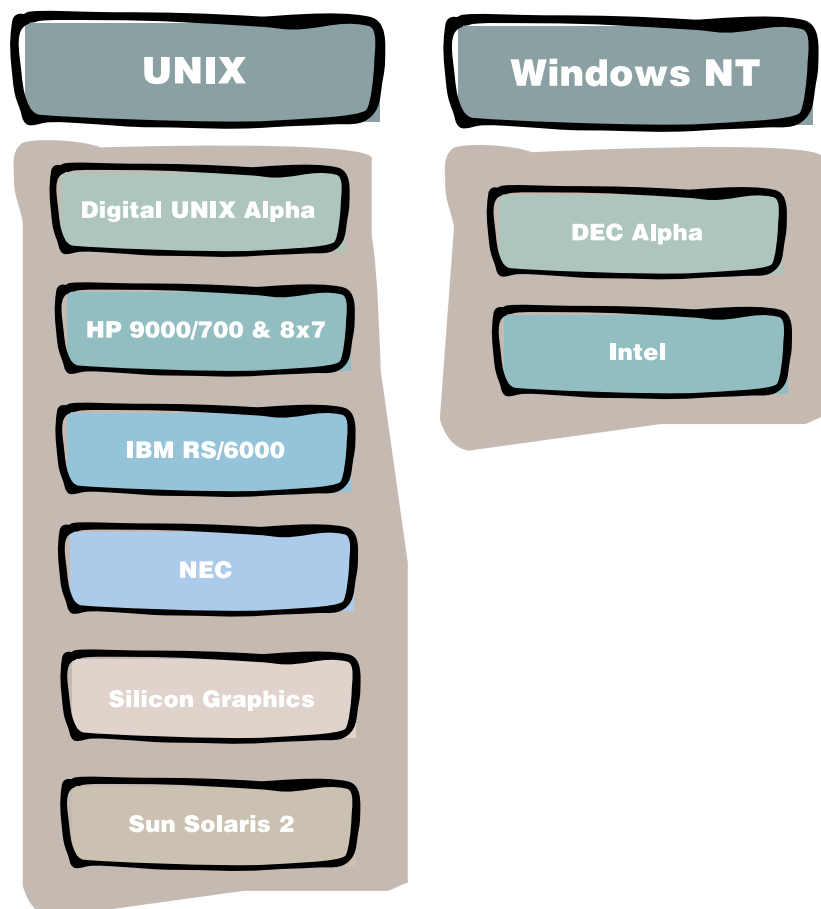 UNIX
Digital UNIX Alpha
HP 9000/700 & 8x7
IBM RS/6000
NEC
Silicon Graphics
Sun Solaris 2
Windows NT
DEC Alpha
Intel